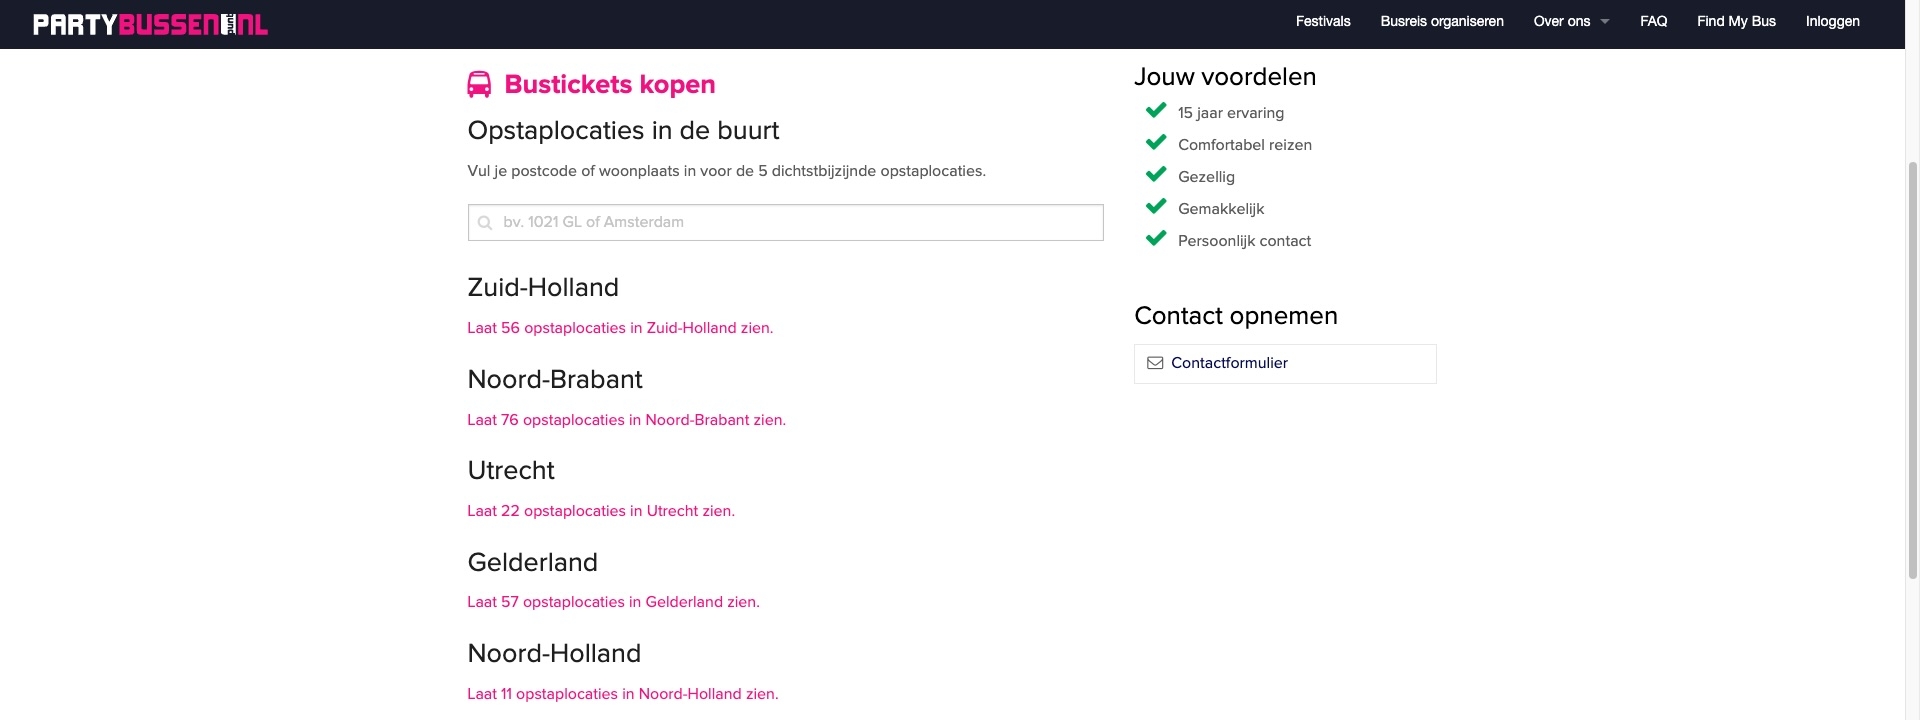 PARTYBUSSEN.NL
Festivals
Busreis organiseren
Over ons
FAQ
Find My Bus
Inloggen
Bustickets kopen
Opstaplocaties in de buurt
Vul je postcode of woonplaats in voor de 5 dichtstbijzijnde opstaplocaties.
bv. 1021 GL of Amsterdam
Zuid-Holland
Laat 56 opstaplocaties in Zuid-Holland zien.
Noord-Brabant
Laat 76 opstaplocaties in Noord-Brabant zien.
Utrecht
Laat 22 opstaplocaties in Utrecht zien.
Gelderland
Laat 57 opstaplocaties in Gelderland zien.
Noord-Holland
Laat 11 opstaplocaties in Noord-Holland zien.
Jouw voordelen
15 jaar ervaring
Comfortabel reizen
Gezellig
Gemakkelijk
Persoonlijk contact
Contact opnemen
Contactformulier